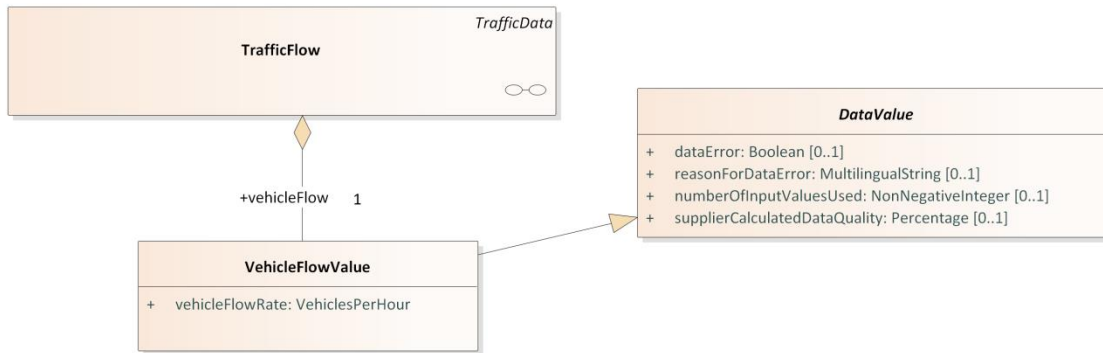 TrafficData
TrafficFlow
+vehicleFlow 1
DataValue
+ dataError: Boolean [0..1]
+ reasonForDataError: MultilingualString [0..1]
+ numberOfInputValuesUsed: NonNegativeInteger [0..1]
+ supplierCalculatedDataQuality: Percentage [0..1]
VehicleFlowValue
+ vehicleFlowRate: VehiclesPerHour